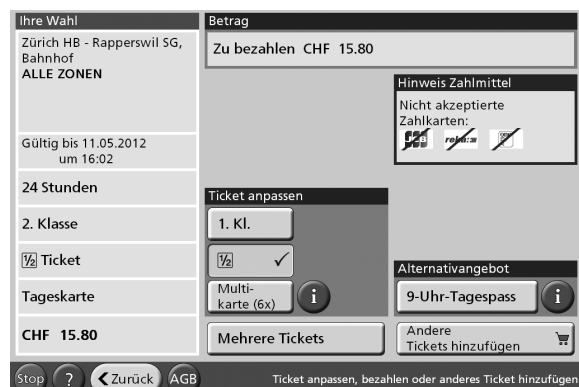 Ihre Wahl
Zürich HB - Rapperswil SG,
Bahnhof
ALLE ZONEN
Gültig bis 11.05.2012
um 16:02
24 Stunden
2. Klasse
½ Ticket
Tageskarte
CHF 15.80
Betrag
Zu bezahlen CHF 15.80
Hinweis Zahlmittel
Nicht akzeptierte
Zahlkarten:
Ticket anpassen
1. Kl.
½ ✓
Multi-
karte (6x)
i
Alternativangebot
9-Uhr-Tagespass
i
Mehrere Tickets
Andere
Tickets hinzufügen
Stop ? Zurück AGB
Ticket anpassen, bezahlen oder anderes Ticket hinzufügen